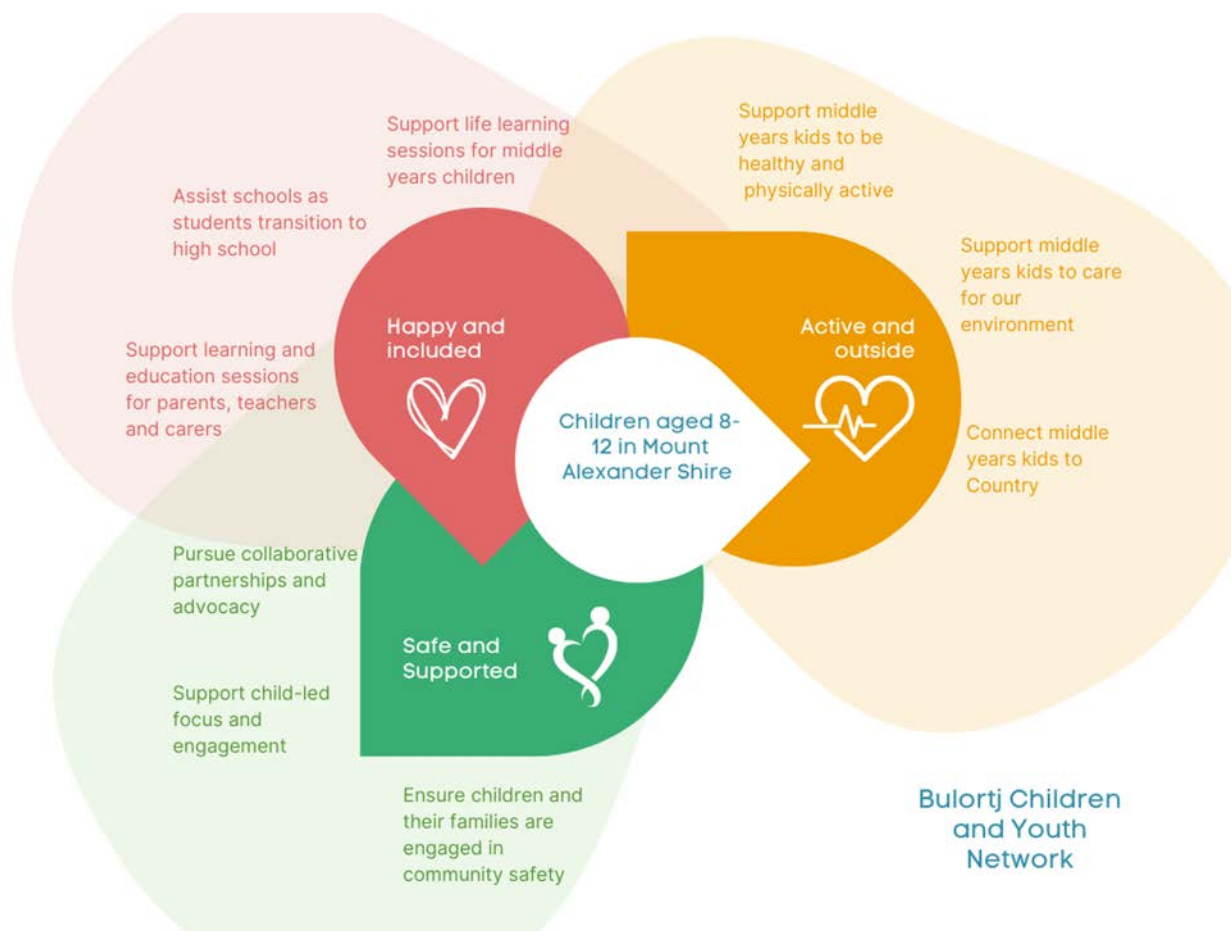 Support life learning
sessions for middle
years children
Assist schools as
students transition to
high school
Support learning and
education sessions
for parents, teachers
and carers
Happy and
included
Support middle
years kids to be
healthy and
physically active
Support middle
years kids to care
for our
environment
Connect middle
years kids to
Country
Active and
outside
Children aged 8-
12 in Mount
Alexander Shire
Pursue collaborative
partnerships and
advocacy
Support child-led
focus and
engagement
Ensure children and
their families are
engaged in
community safety
Safe and
Supported
Bulortj Children
and Youth
Network